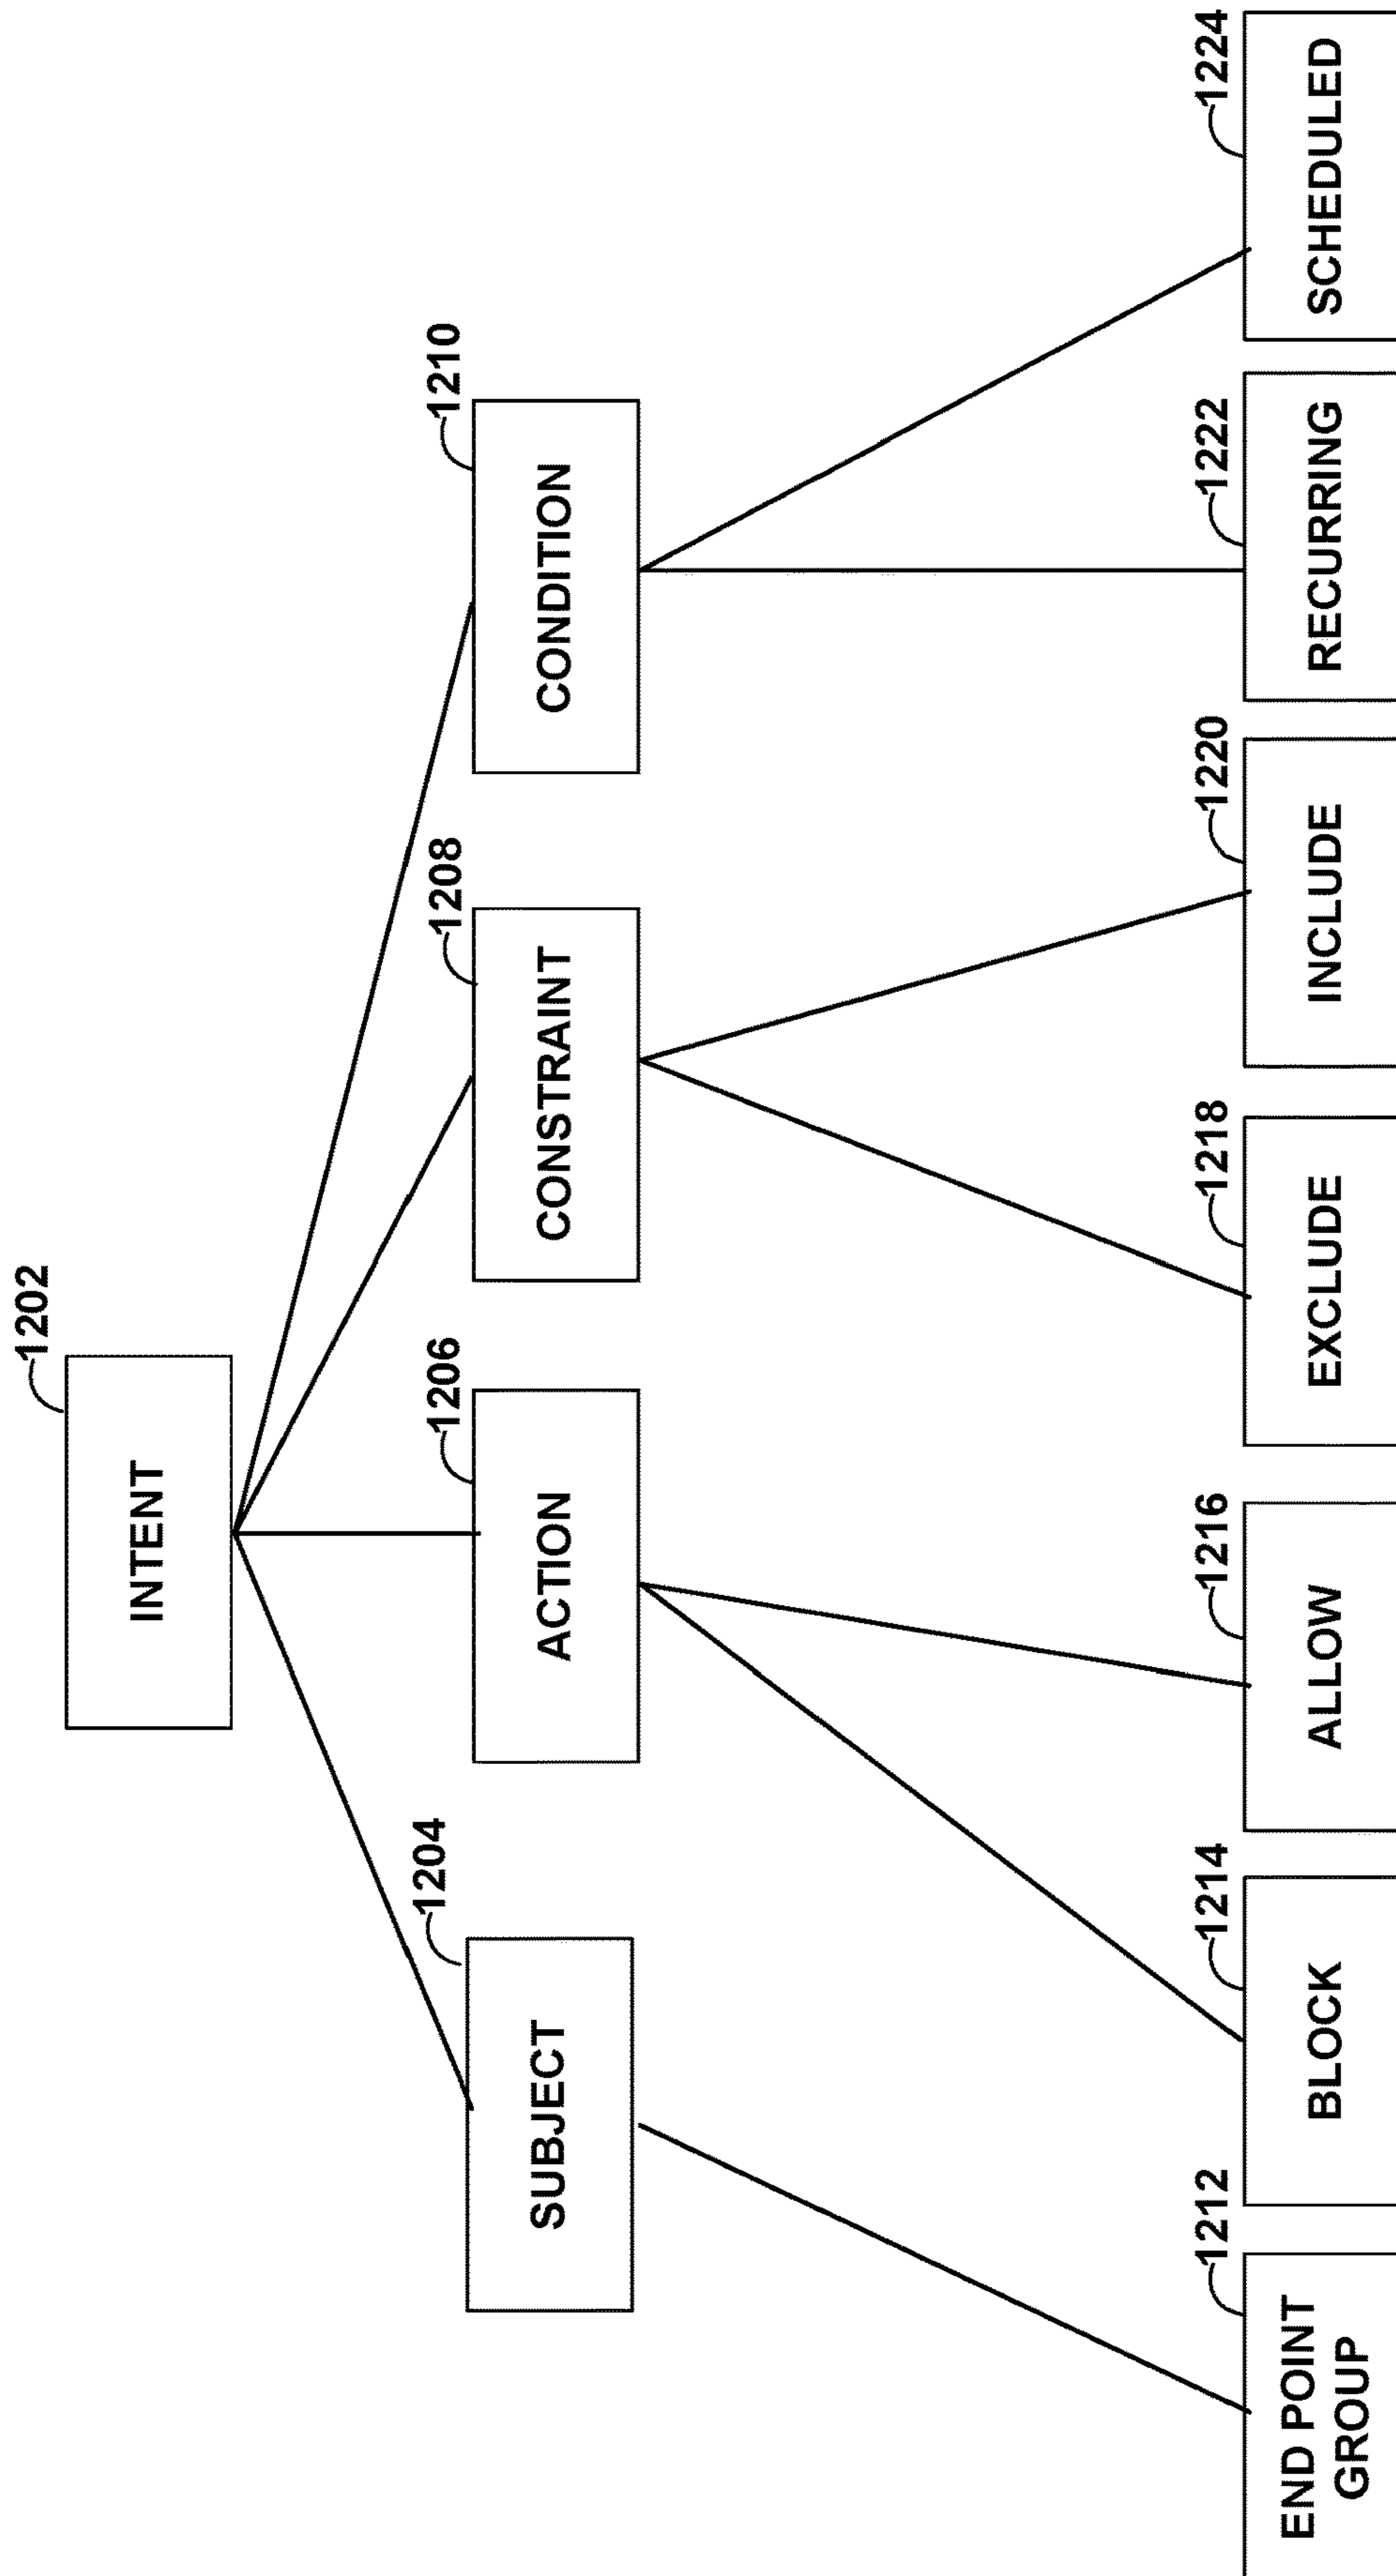 1202
INTENT
1204
SUBJECT
1206
ACTION
1208
CONSTRAINT
1210
CONDITION
1212
END POINT
GROUP
1214
BLOCK
1216
ALLOW
1218
EXCLUDE
1220
INCLUDE
1222
RECURRING
1224
SCHEDULED